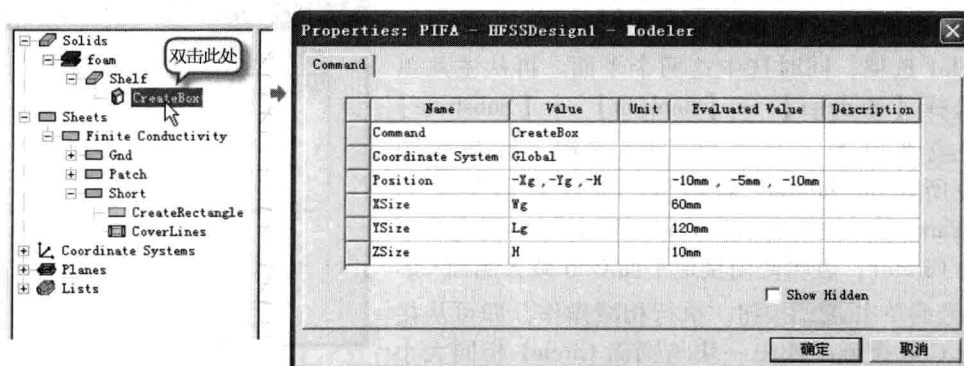 Solids
foam
双击此处
Shelf
CreateBox
Sheets
Finite Conductivity
Gnd
Patch
Short
CreateRectangle
CoverLines
Coordinate Systems
Planes
Lists
Properties: PIFA - HFSSDesign1 - Modeler
Command
Name Value Unit Evaluated Value Description
Command CreateBox
Coordinate System Global
Position -Xg ,-Yg ,-H -10mm , -5mm , -10mm
XSize Wg 60mm
YSize Lg 120mm
ZSize H 10mm
Show Hidden
确定 取消